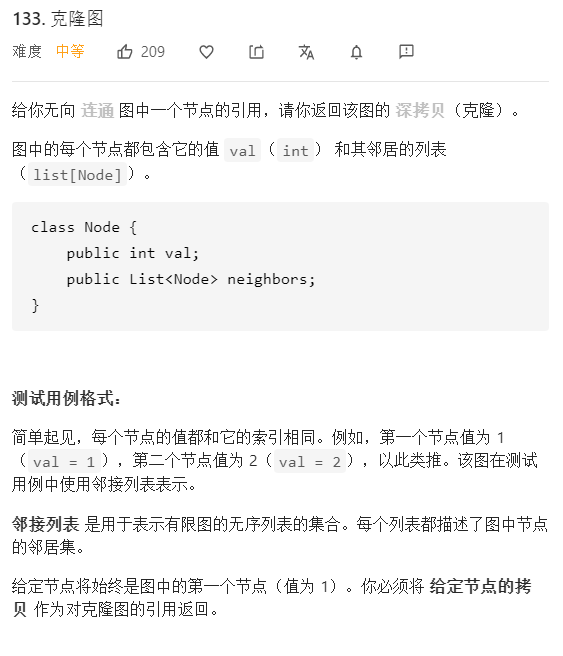 133. 克隆图
难度 中等 209
给你无向 连通 图中一个节点的引用，请你返回该图的 深拷贝（克隆）。
图中的每个节点都包含它的值 val（int） 和其邻居的列表
（list[Node]）。
class Node {
    public int val;
    public List<Node> neighbors;
}
测试用例格式：
简单起见，每个节点的值都和它的索引相同。例如，第一个节点值为 1
（val = 1），第二个节点值为 2（val = 2），以此类推。该图在测试
用例中使用邻接列表表示。
邻接列表 是用于表示有限图的无序列表的集合。每个列表都描述了图中节点
的邻居集。
给定节点将始终是图中的第一个节点（值为 1）。你必须将 给定节点的拷
贝 作为对克隆图的引用返回。